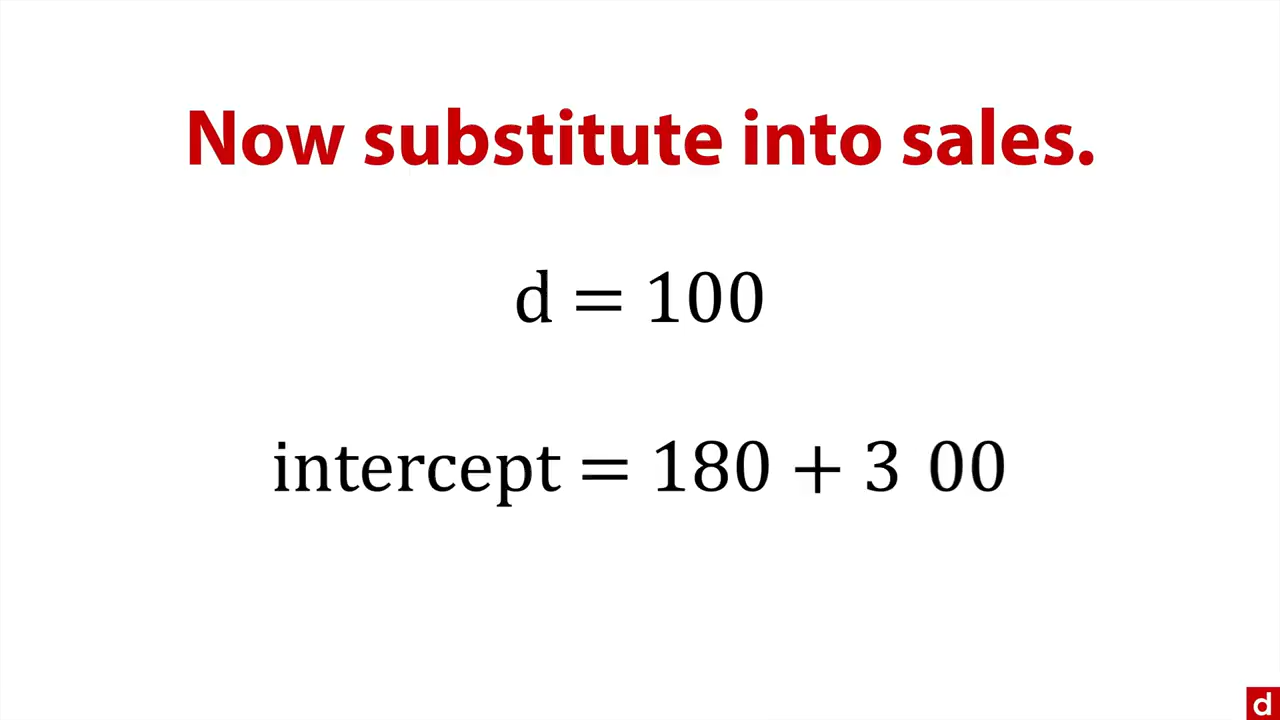 Now substitute into sales.
d = 100
intercept = 180 + 3 00
d